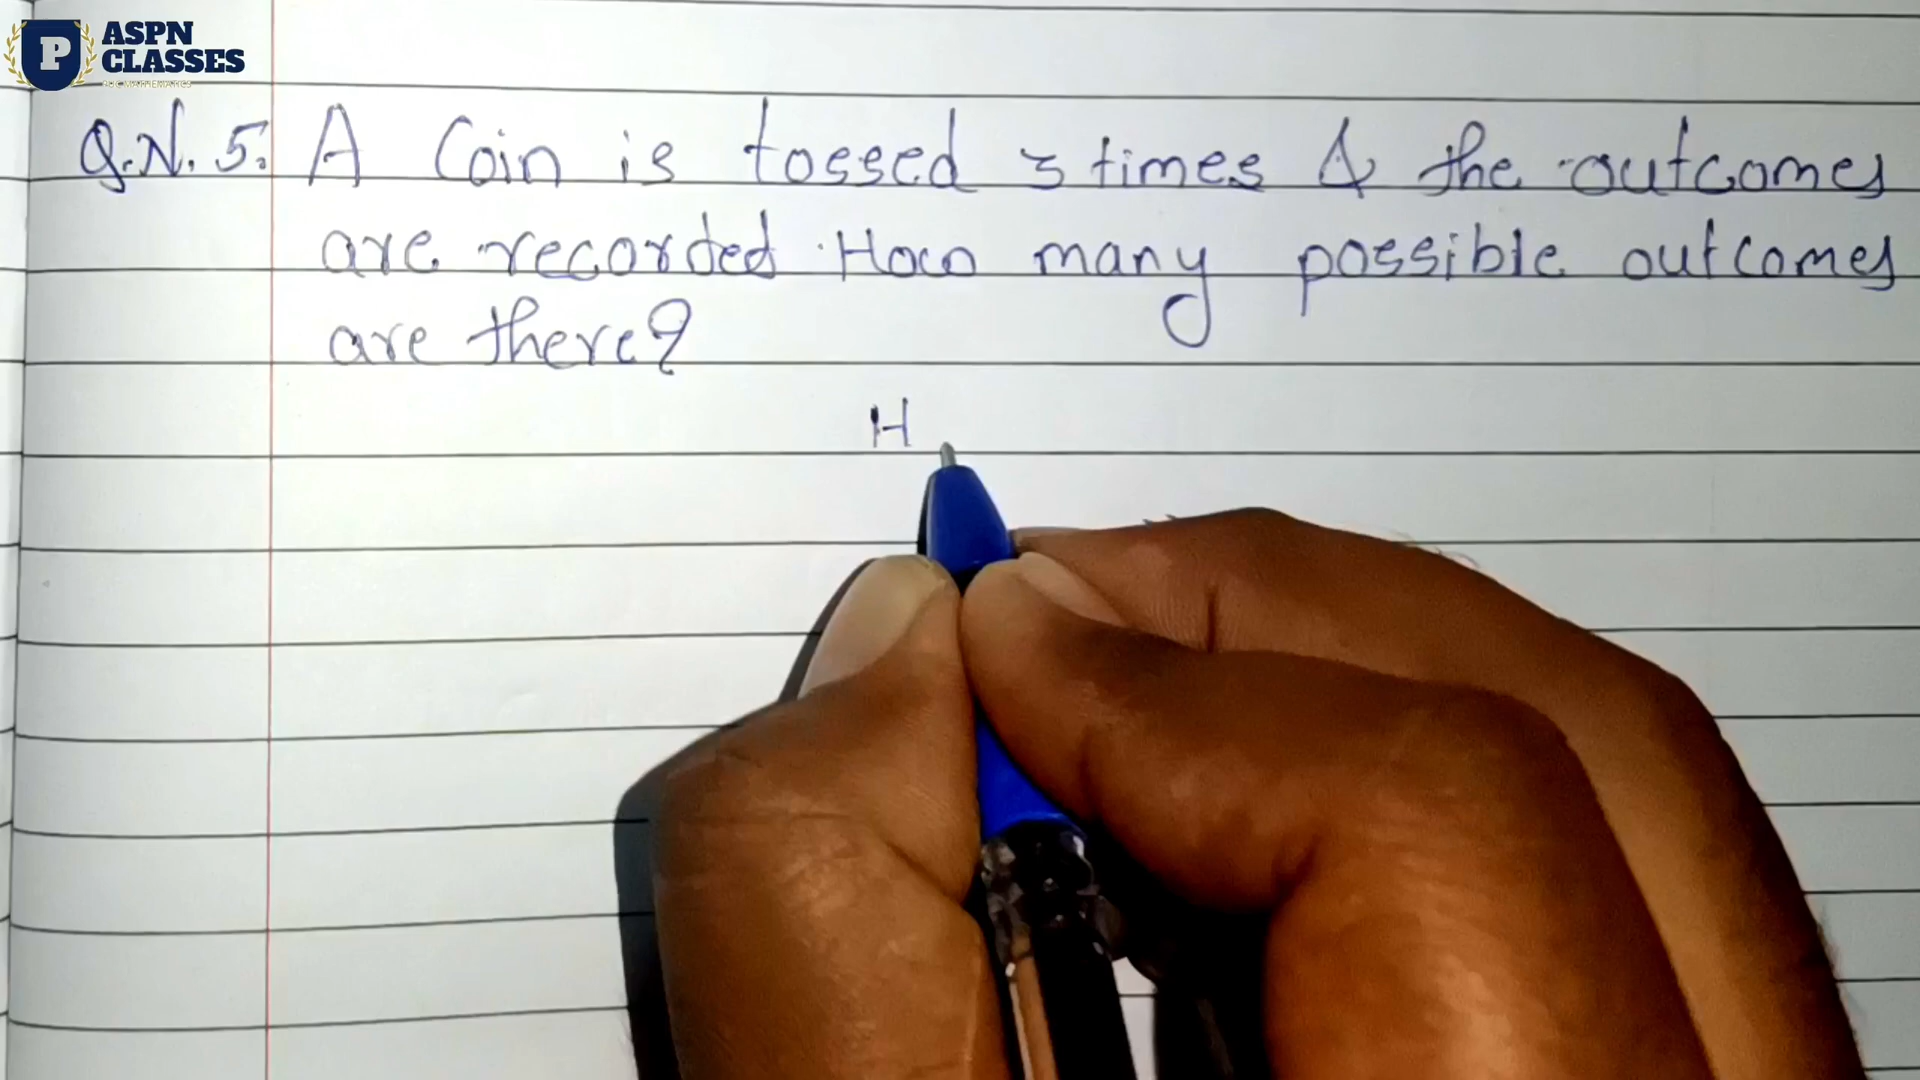 P
ASPN
CLASSES
Q.N. 5. A Coin is tossed 3 times & the outcomes
are recorded. How many possible outcomes
are there?
H